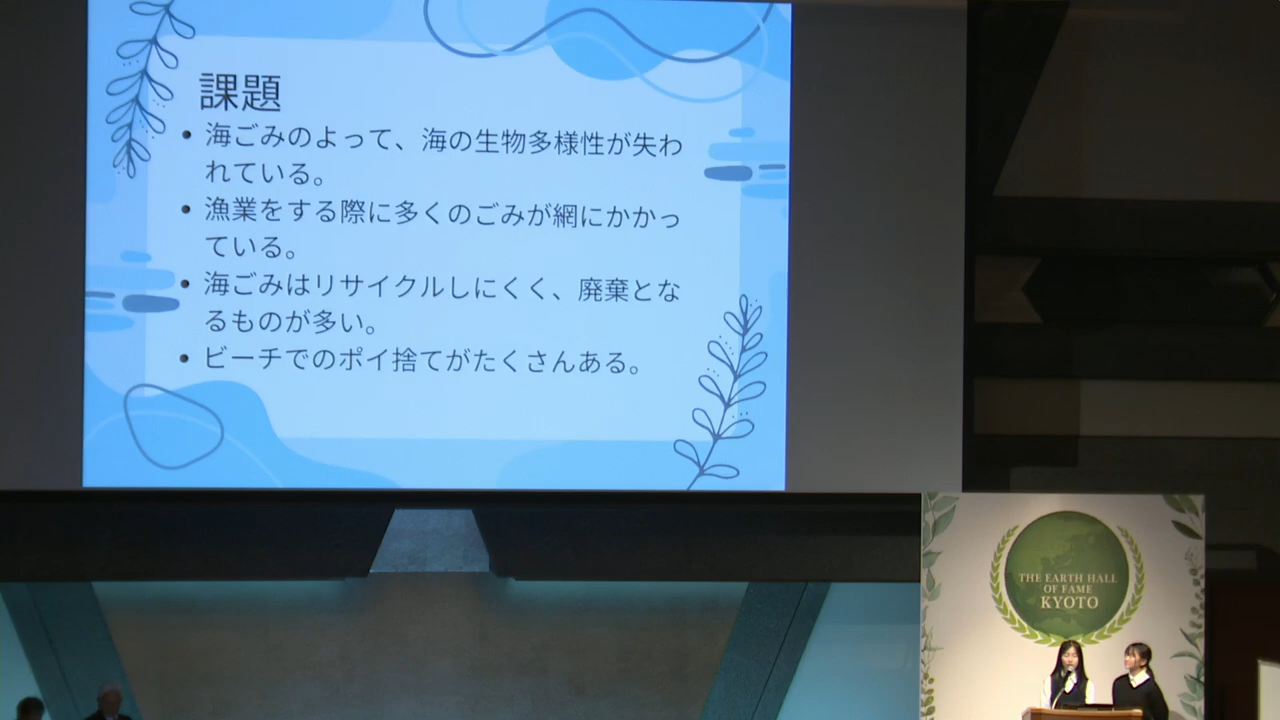 課題
• 海ごみのよって、海の生物多様性が失わ
れている。
• 漁業をする際に多くのごみが網にかかっ
ている。
• 海ごみはリサイクルしにくく、廃棄とな
るものが多い。
• ビーチでのポイ捨てがたくさんある。
THE EARTH HALL
OF FAME
KYOTO